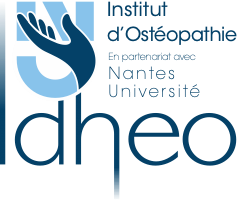 Institut
d'Ostéopathie
En partenariat avec
Nantes
Université
Idheo